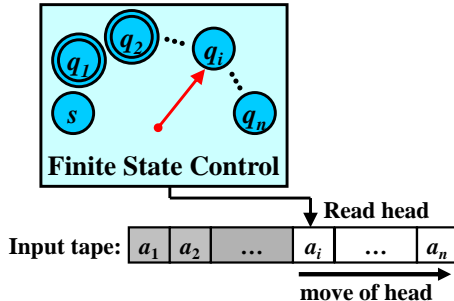 q1 q2 ... qi
s ... qn
Finite State Control
Read head
Input tape: a1 a2 ... ai ... an
move of head